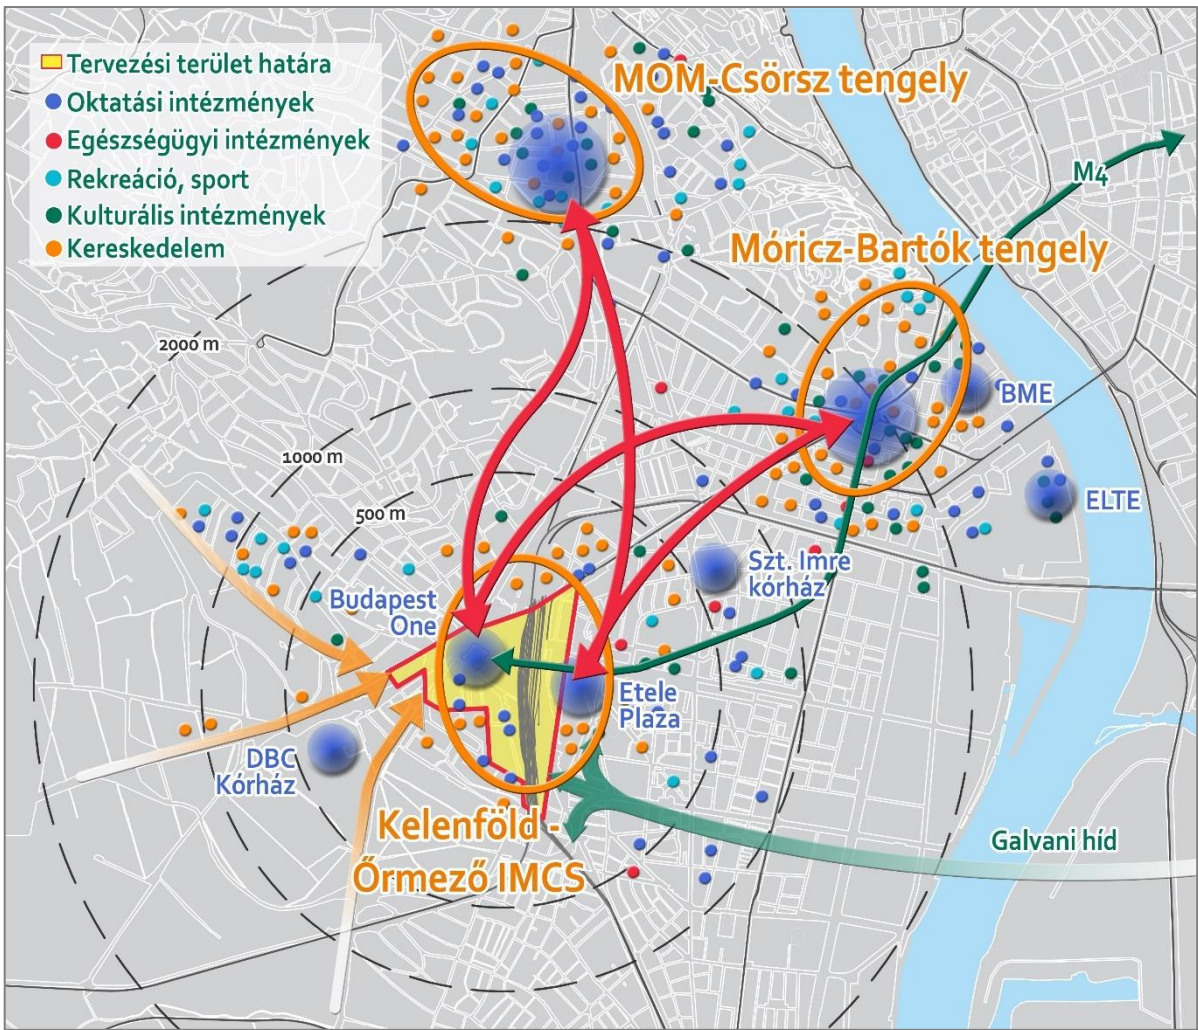 Tervezési terület határa
Oktatási intézmények
Egészségügyi intézmények
Rekreáció, sport
Kulturális intézmények
Kereskedelem
MOM-Csörsz tengely
M4
Móricz-Bartók tengely
2000 m
BME
1000 m
ELTE
500 m
Szt. Imre
kórház
Budapest
One
Etele
Plaza
DBC
Kórház
Kelenföld -
Őrmező IMCS
Galvani híd